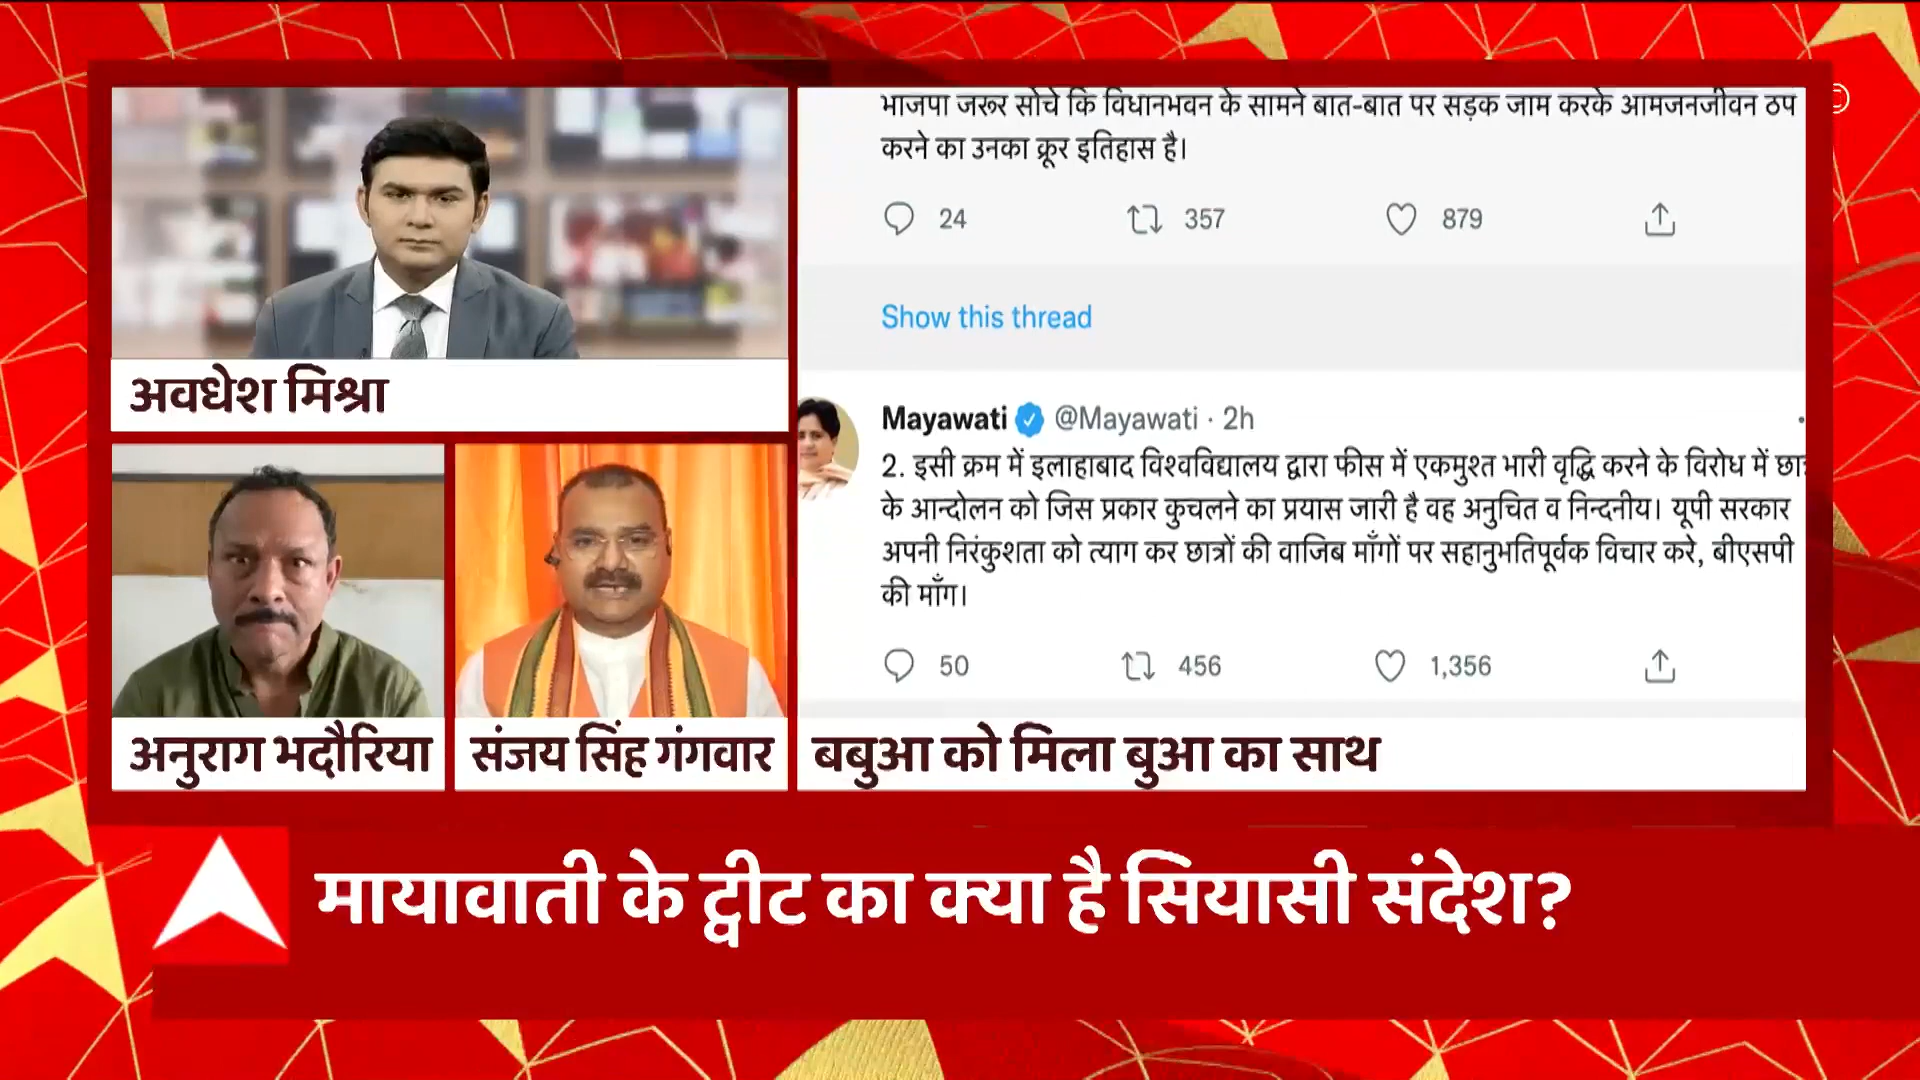 भाजपा जरूर सोचे कि विधानभवन के सामने बात-बात पर सड़क जाम करके आमजनजीवन ठप
करने का उनका क्रूर इतिहास है।
24 357 879
Show this thread
Mayawati @Mayawati · 2h
2. इसी क्रम में इलाहाबाद विश्वविद्यालय द्वारा फीस में एकमुश्त भारी वृद्धि करने के विरोध में
के आन्दोलन को जिस प्रकार कुचलने का प्रयास जारी है वह अनुचित व निन्दनीय। यूपी सरकार
अपनी निरंकुशता को त्याग कर छात्रों की वाजिब माँगों पर सहानुभतिपूर्वक विचार करे, बीएसपी
की माँग।
50 456 1,356
अवधेश मिश्रा
अनुराग भदौरिया
संजय सिंह गंगवार
बबुआ को मिला बुआ का साथ
मायावाती के ट्वीट का क्या है सियासी संदेश?